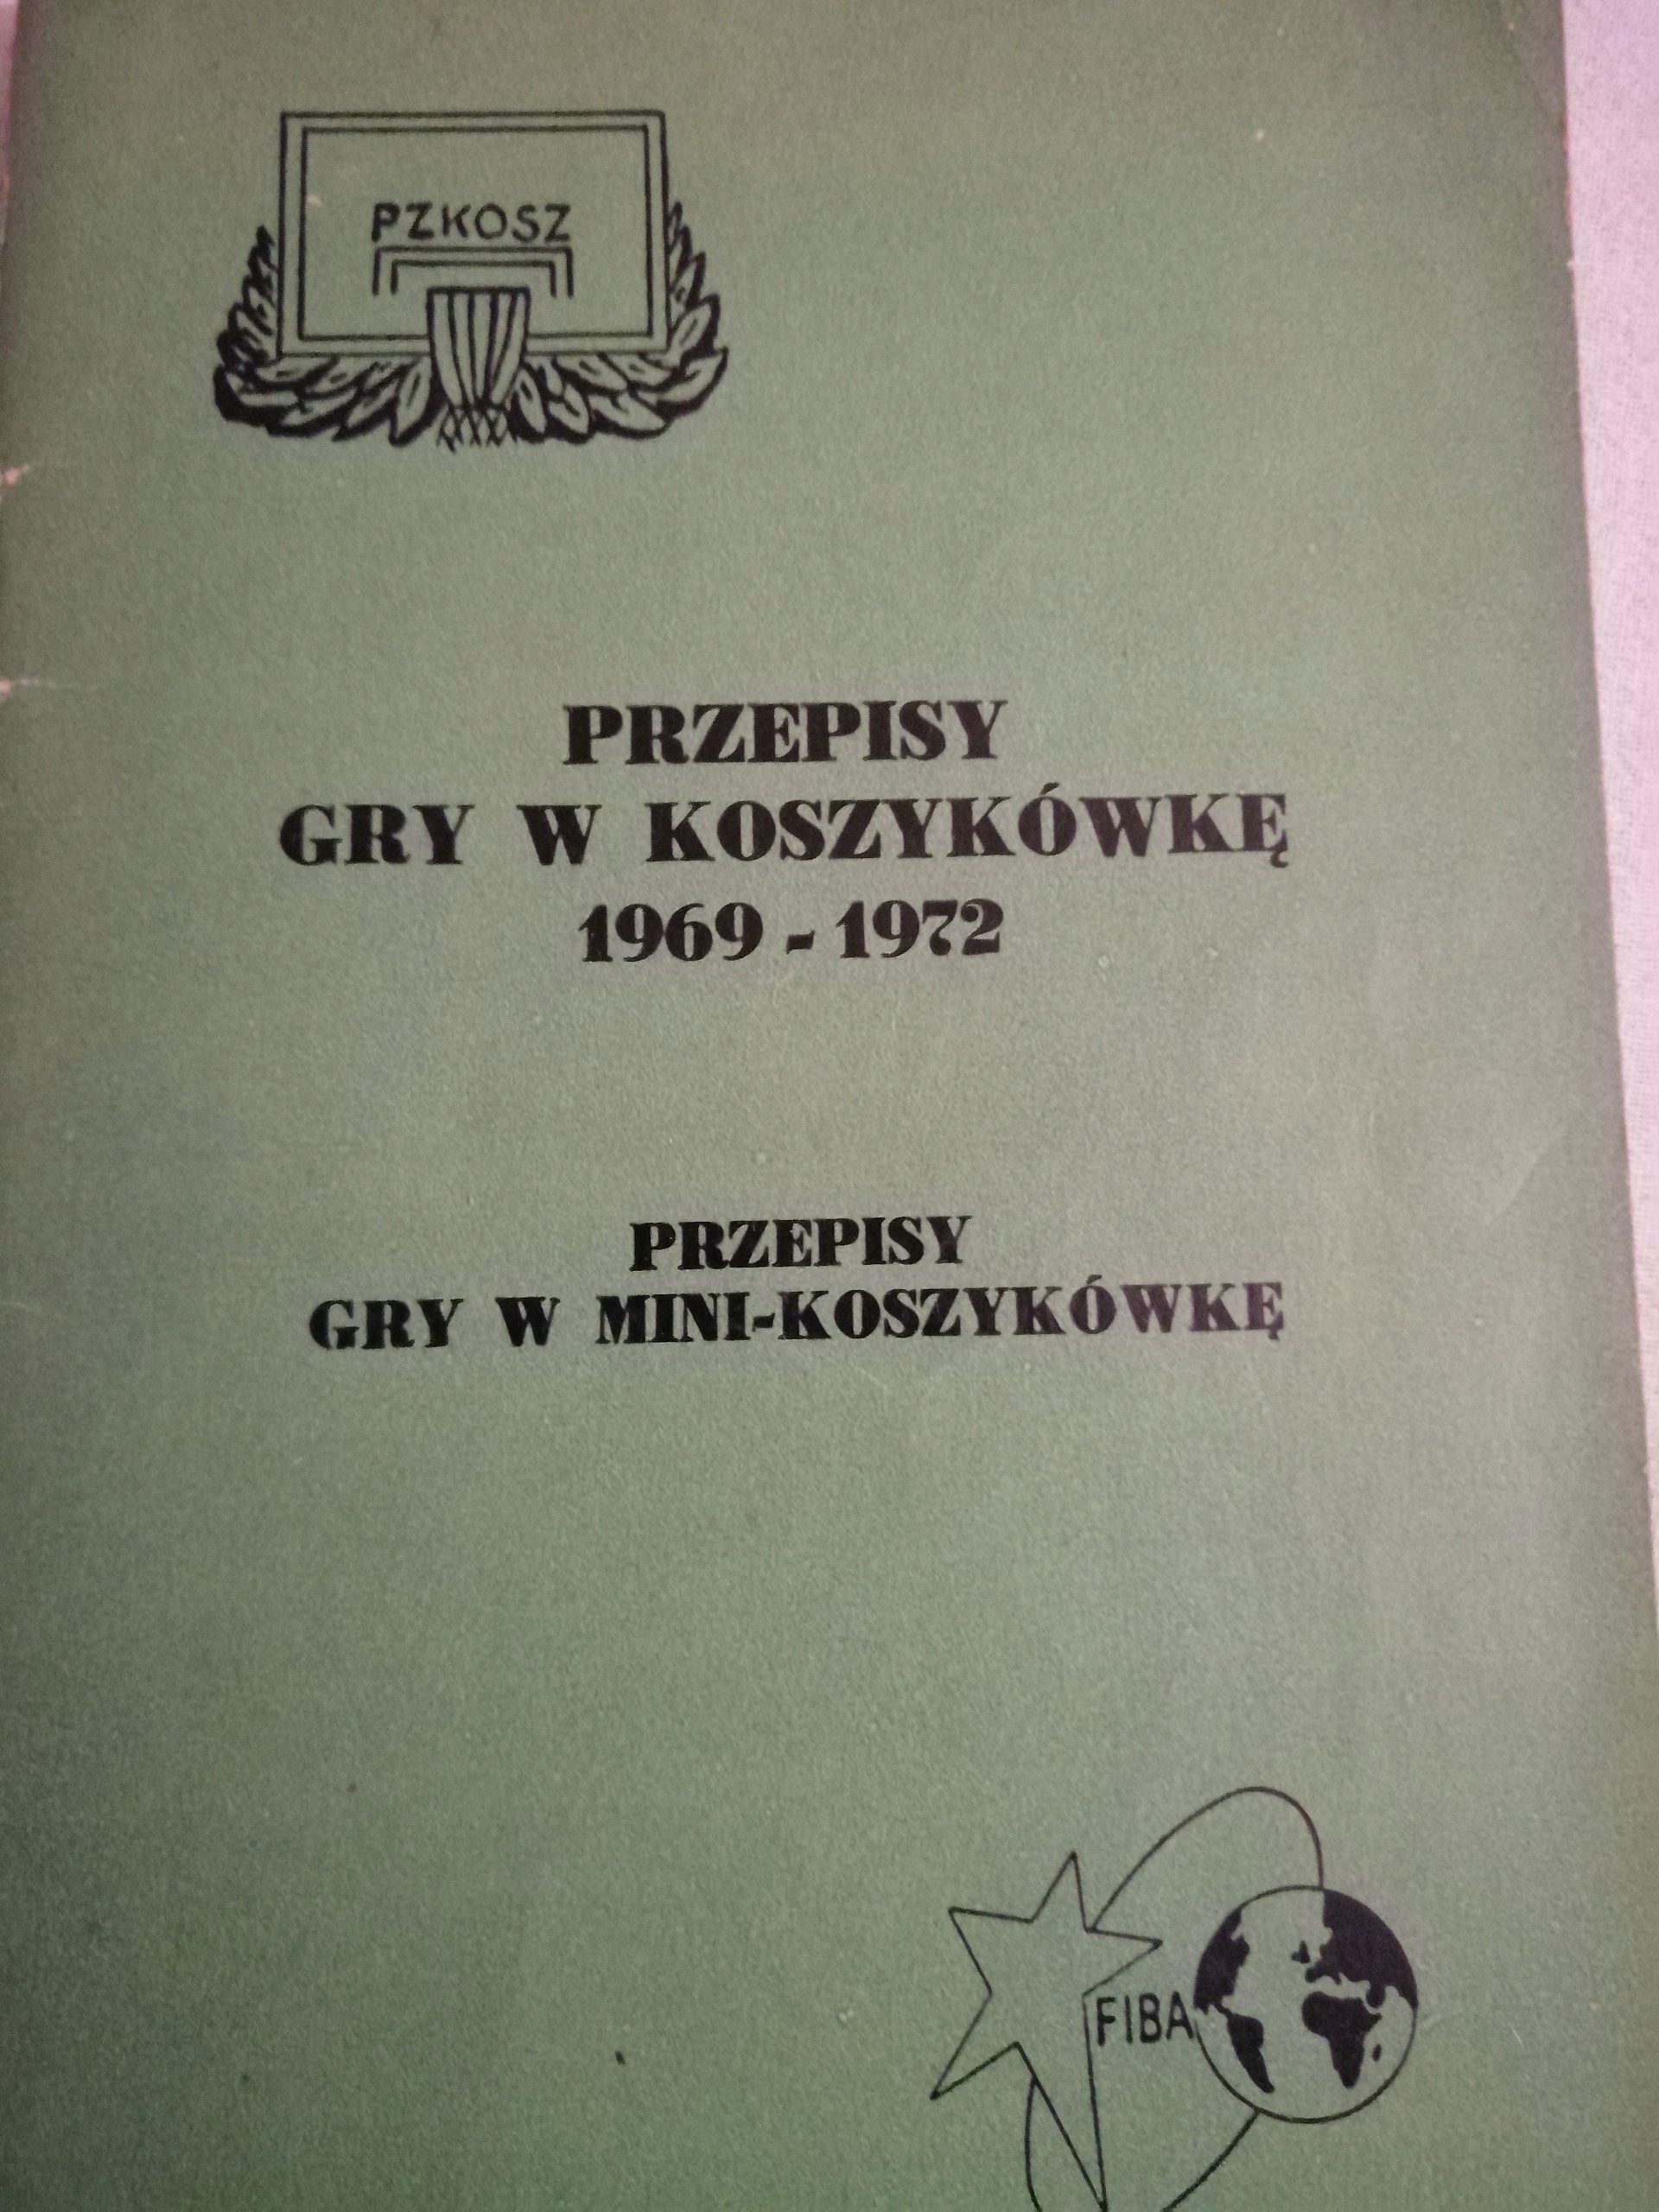 PZKOSZ
PRZEPISY
GRY W KOSZYKÓWKĘ
1969 - 1972
PRZEPISY
GRY W MINI-KOSZYKÓWKĘ
FIBA